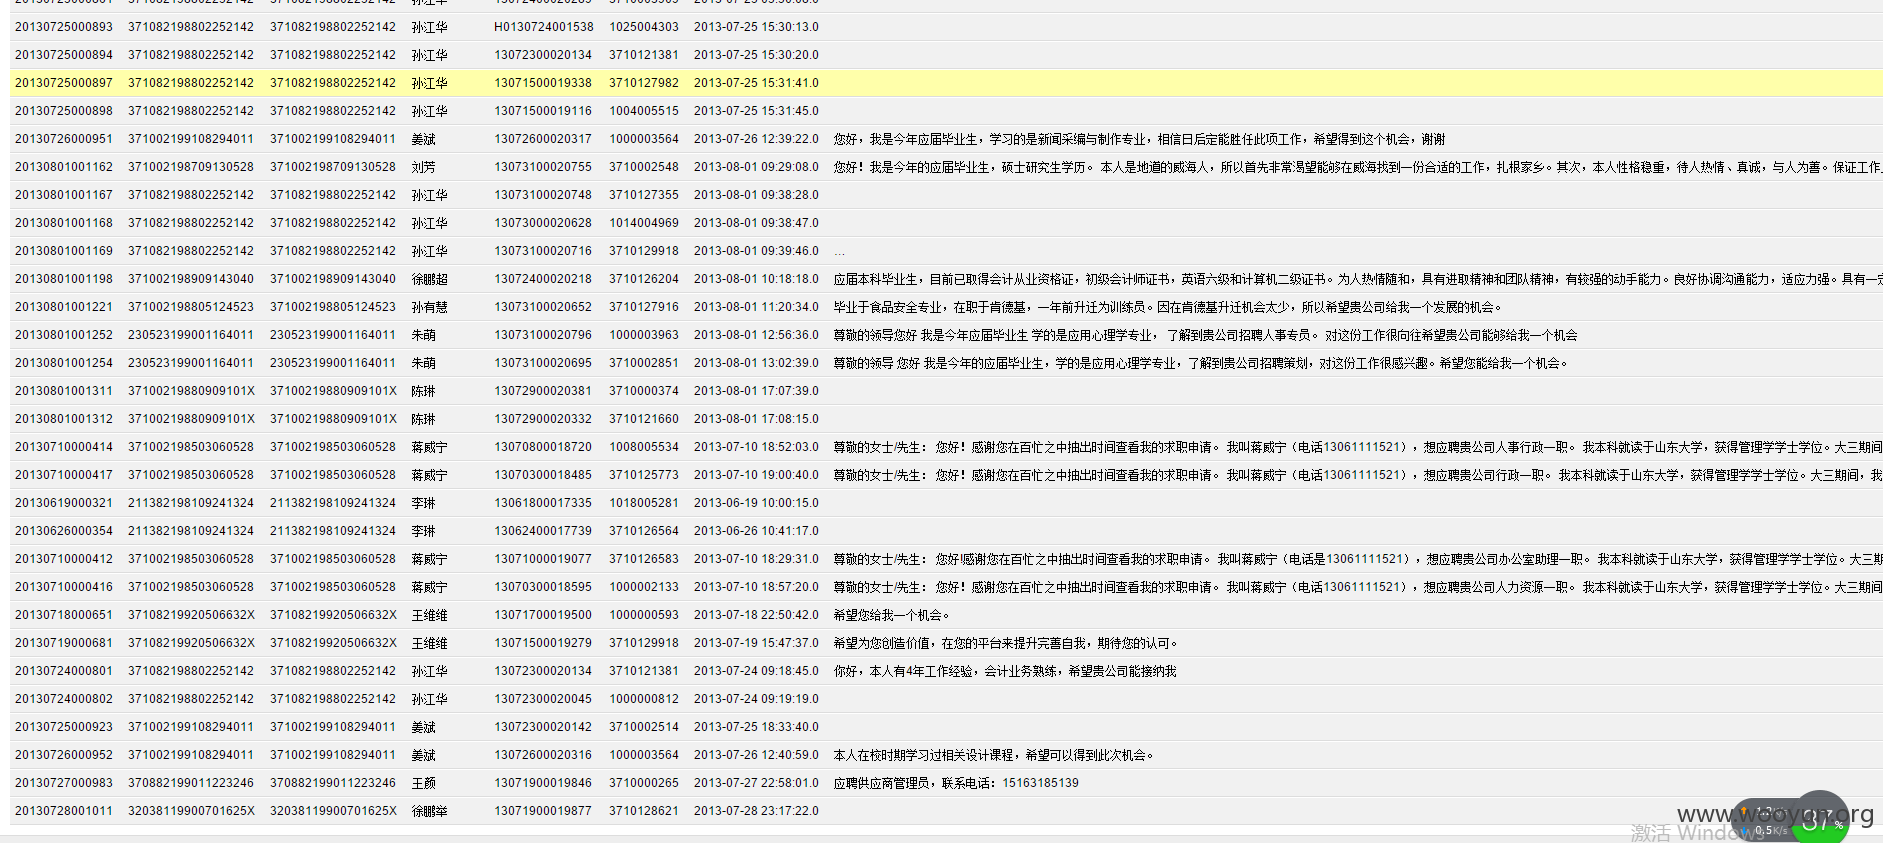 20130725000893 371082198802252142 371082198802252142 孙江华 H0130724001538 1025004303 2013-07-25 15:30:13.0
20130725000894 371082198802252142 371082198802252142 孙江华 13072300020134 3710121381 2013-07-25 15:30:20.0
20130725000897 371082198802252142 371082198802252142 孙江华 13071500019338 3710127982 2013-07-25 15:31:41.0
20130725000898 371082198802252142 371082198802252142 孙江华 13071500019116 1004005515 2013-07-25 15:31:45.0
20130726000951 371002199108294011 371002199108294011 姜斌 13072600020317 1000003564 2013-07-26 12:39:22.0 您好，我是今年应届毕业生，学习的是新闻采编与制作专业，相信日后定能胜任此项工作，希望得到这个机会，谢谢
20130801001162 371002198709130528 371002198709130528 刘芳 13073100020755 3710002548 2013-08-01 09:29:08.0 您好！我是今年的应届毕业生，硕士研究生学历。 本人是地道的威海人，所以首先非常渴望能够在威海找到一份合适的工作，扎根家乡。其次，本人性格稳重，待人热情、真诚，与人为善。保证工作
20130801001167 371082198802252142 371082198802252142 孙江华 13073100020748 3710127355 2013-08-01 09:38:28.0
20130801001168 371082198802252142 371082198802252142 孙江华 13073000020628 1014004969 2013-08-01 09:38:47.0
20130801001169 371082198802252142 371082198802252142 孙江华 13073100020716 3710129918 2013-08-01 09:39:46.0 ...
20130801001198 371082198909143040 371082198909143040 徐鹏超 13072400020218 3710126204 2013-08-01 10:18:18.0 应届本科毕业生，目前已取得会计从业资格证，初级会计师证书，英语六级和计算机二级证书。为人热情随和，具有进取精神和团队精神，有较强的动手能力。良好协调沟通能力，适应力强。具有一定
20130801001221 371082198805124523 371082198805124523 孙有慧 13073100020652 3710127916 2013-08-01 11:20:34.0 毕业于食品安全专业，在职于肯德基，一年前升迁为训练员。因在肯德基升迁机会太少，所以希望贵公司给我一个发展的机会。
20130801001252 230523199001164011 230523199001164011 朱萌 13073100020796 1000003963 2013-08-01 12:56:36.0 尊敬的领导您好 我是今年应届毕业生 学的是应用心理学专业， 了解到贵公司招聘人事专员。 对这份工作很向往希望贵公司能够给我一个机会
20130801001254 230523199001164011 230523199001164011 朱萌 13073100020695 3710002851 2013-08-01 13:02:39.0 尊敬的领导 您好 我是今年的应届毕业生，学的是应用心理学专业，了解到贵公司招聘策划，对这份工作很感兴趣。希望您能给我一个机会。
20130801001311 37100219880909101X 37100219880909101X 陈琳 13072900020381 3710000374 2013-08-01 17:07:39.0
20130801001312 37100219880909101X 37100219880909101X 陈琳 13072900020332 3710121660 2013-08-01 17:08:15.0
20130710000414 371002198503060528 371002198503060528 蒋威宁 13070800018720 1008005534 2013-07-10 18:52:03.0 尊敬的女士/先生： 您好！感谢您在百忙之中抽出时间查看我的求职申请。 我叫蒋威宁（电话13061111521），想应聘贵公司人事行政一职。 我本科就读于山东大学，获得管理学学士学位。大三期间
20130710000417 371002198503060528 371002198503060528 蒋威宁 13070300018485 3710125773 2013-07-10 19:00:40.0 尊敬的女士/先生： 您好！感谢您在百忙之中抽出时间查看我的求职申请。 我叫蒋威宁（电话13061111521），想应聘贵公司行政一职。 我本科就读于山东大学，获得管理学学士学位。大三期间，我
20130619000321 211382198109241324 211382198109241324 李琳 13061800017335 1018005281 2013-06-19 10:00:15.0
20130626000354 211382198109241324 211382198109241324 李琳 13062400017739 3710126564 2013-06-26 10:41:17.0
20130710000412 371002198503060528 371002198503060528 蒋威宁 13071000019077 3710126583 2013-07-10 18:29:31.0 尊敬的女士/先生： 您好!感谢您在百忙之中抽出时间查看我的求职申请。 我叫蒋威宁（电话是13061111521），想应聘贵公司办公室助理一职。 我本科就读于山东大学，获得管理学学士学位。大三期
20130710000416 371002198503060528 371002198503060528 蒋威宁 13070300018595 1000002133 2013-07-10 18:57:20.0 尊敬的女士/先生： 您好！感谢您在百忙之中抽出时间查看我的求职申请。 我叫蒋威宁（电话13061111521），想应聘贵公司人力资源一职。 我本科就读于山东大学，获得管理学学士学位。大三期间
20130718000651 37108219920506632X 37108219920506632X 王维维 13071700019500 1000000593 2013-07-18 22:50:42.0 希望您给我一个机会。
20130719000681 37108219920506632X 37108219920506632X 王维维 13071500019279 3710129918 2013-07-19 15:47:37.0 希望为您创造价值，在您的平台来提升完善自我，期待您的认可。
20130724000801 371082198802252142 371082198802252142 孙江华 13072300020134 3710121381 2013-07-24 09:18:45.0 你好，本人有4年工作经验，会计业务熟练，希望贵公司能接纳我
20130724000802 371082198802252142 371082198802252142 孙江华 13072300020045 1000000812 2013-07-24 09:19:19.0
20130725000923 371002199108294011 371002199108294011 姜斌 13072300020142 3710002514 2013-07-25 18:33:40.0
20130726000952 371002199108294011 371002199108294011 姜斌 13072600020316 1000003564 2013-07-26 12:40:59.0 本人在校时期学习过相关设计课程，希望可以得到此次机会。
20130727000983 370882199011223246 370882199011223246 王颜 13071900019846 3710000265 2013-07-27 22:58:01.0 应聘供应商管理员，联系电话：15163185139
20130728001011 32038119900701625X 32038119900701625X 徐鹏举 13071900019877 3710128621 2013-07-28 23:17:22.0
www.wooyun.org
激活 Windows
0.5K/s
37%